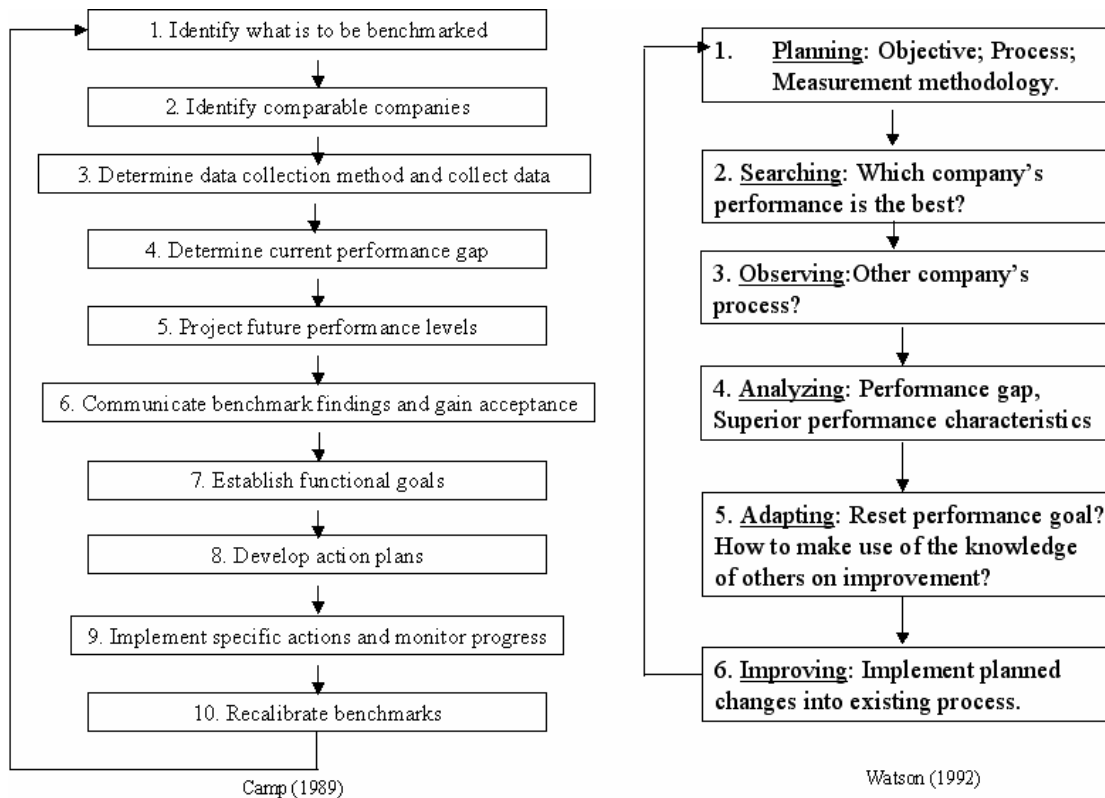 1. Identify what is to be benchmarked
2. Identify comparable companies
3. Determine data collection method and collect data
4. Determine current performance gap
5. Project future performance levels
6. Communicate benchmark findings and gain acceptance
7. Establish functional goals
8. Develop action plans
9. Implement specific actions and monitor progress
10. Recalibrate benchmarks
Camp (1989)
1. Planning: Objective; Process;
Measurement methodology.
2. Searching: Which company's
performance is the best?
3. Observing:Other company's
process?
4. Analyzing: Performance gap,
Superior performance characteristics
5. Adapting: Reset performance goal?
How to make use of the knowledge
of others on improvement?
6. Improving: Implement planned
changes into existing process.
Watson (1992)